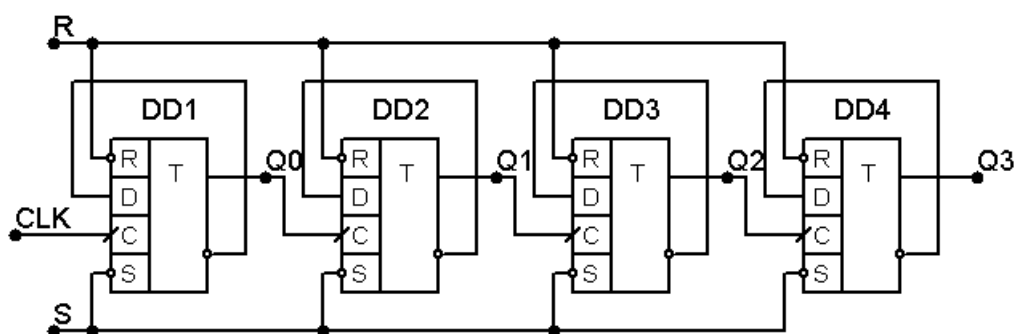 R
DD1 DD2 DD3 DD4
R T Q0 R T Q1 R T Q2 R T Q3
D D D D
CLK C C C C
S S S S
S